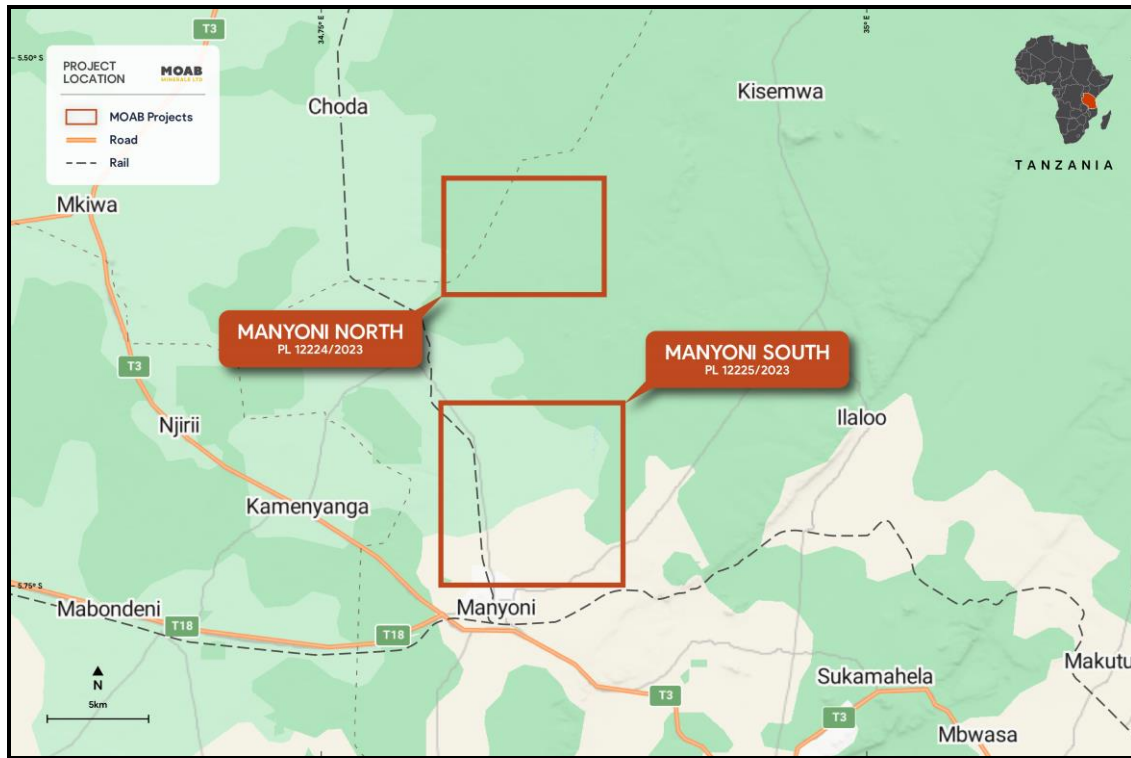 T3
34.75° E
35° E
5.50° S
PROJECT
LOCATION
MOAB
MINERALS LTD
MOAB Projects
Road
Rail
Choda
Kisemwa
TANZANIA
Mkiwa
MANYONI NORTH
PL 12224/2023
MANYONI SOUTH
PL 12225/2023
T3
Njirii
Ilaloo
Kamenyanga
5.75° S
Mabondeni
Manyoni
T18
T18
Makutu
Sukamahela
T3
T3
Mbwasa
N
5km